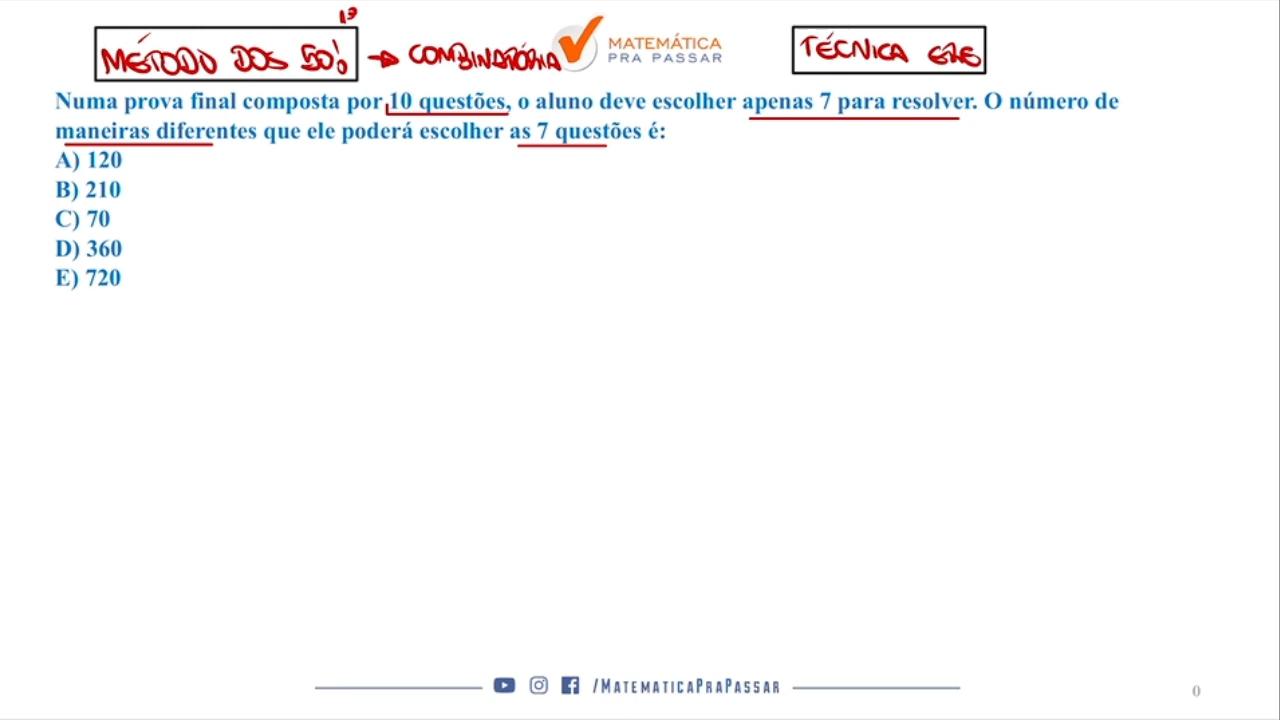 1º
MÉTODO DOS 50! → COMBINATÓRIA
MATEMÁTICA
PRA PASSAR
TÉCNICA
Numa prova final composta por 10 questões, o aluno deve escolher apenas 7 para resolver. O número de
maneiras diferentes que ele poderá escolher as 7 questões é:
A) 120
B) 210
C) 70
D) 360
E) 720
/MATEMATICAPRAPASSAR
0